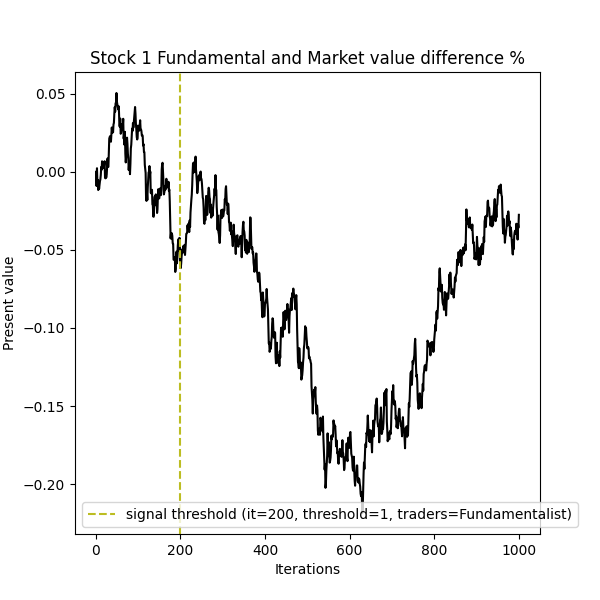 Stock 1 Fundamental and Market value difference %
Present value
0.05
0.00
−0.05
−0.10
−0.15
−0.20
signal threshold (it=200, threshold=1, traders=Fundamentalist)
0 200 400 600 800 1000
Iterations